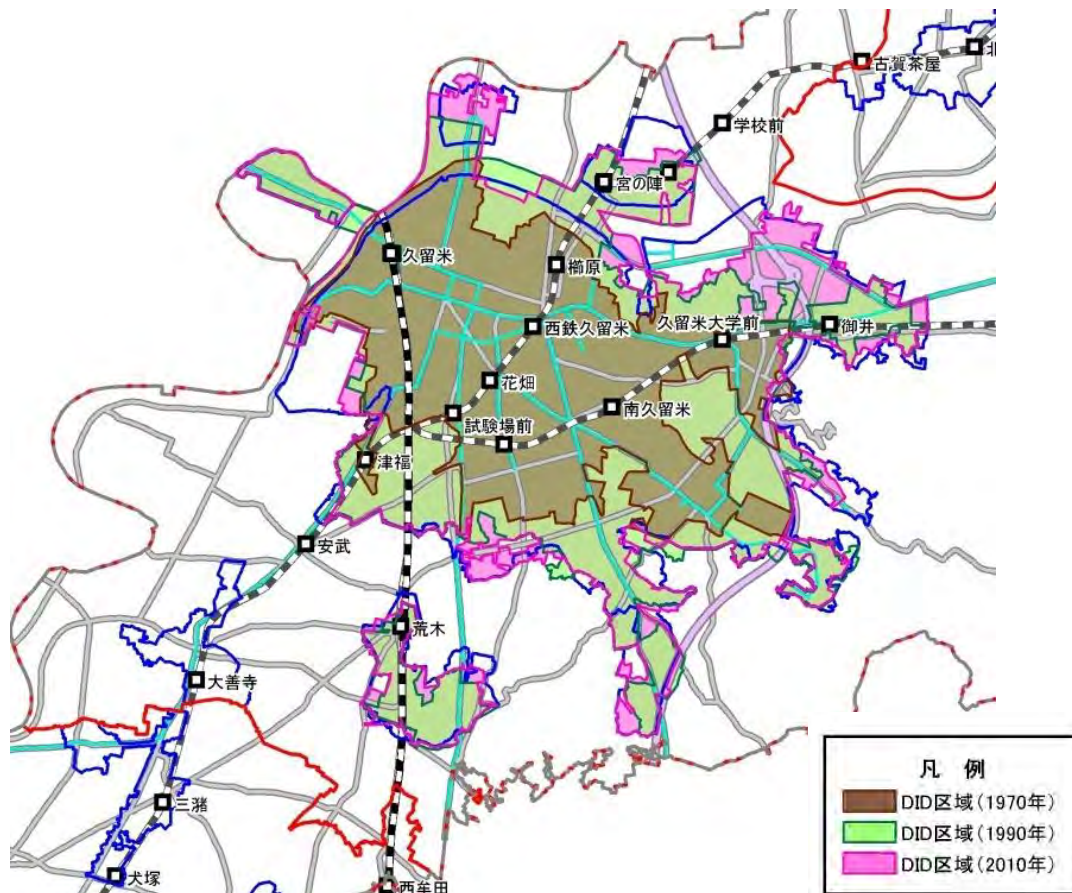 古賀茶屋
北
学校前
宮の陣
久留米
櫛原
久留米大学前
御井
西鉄久留米
花畑
南久留米
試験場前
津福
安武
荒木
大善寺
三潴
犬塚
西牟田
凡 例
DID区域(1970年)
DID区域(1990年)
DID区域(2010年)